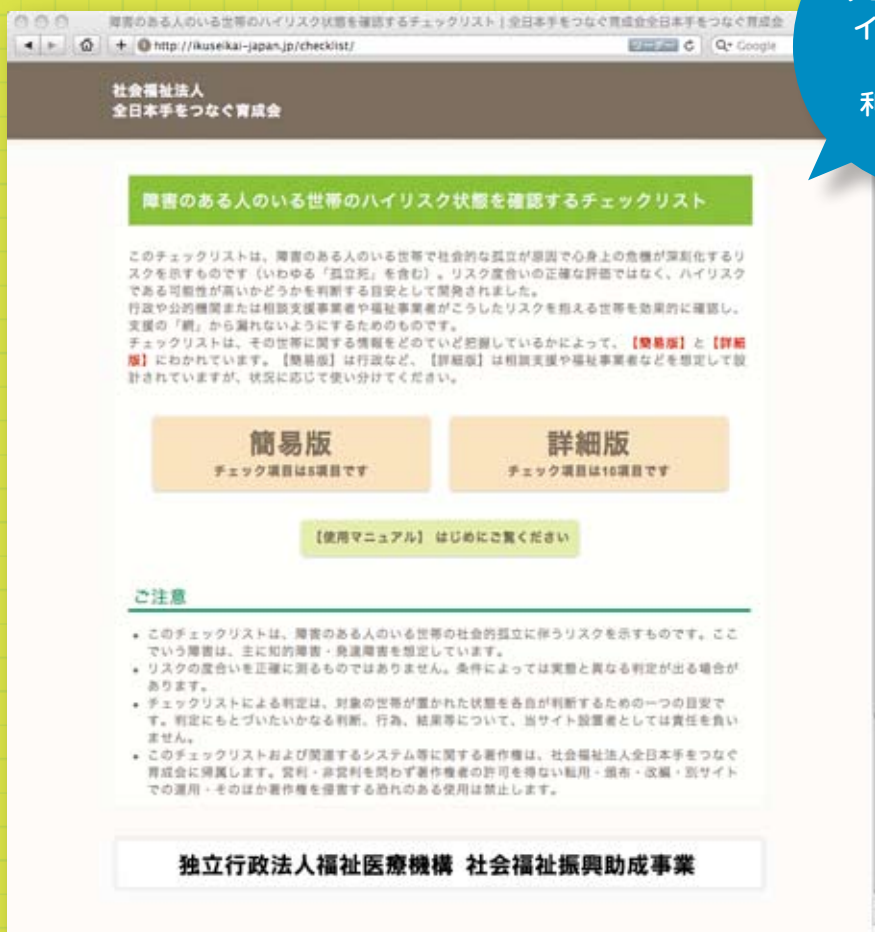 障害のある人のいる世帯のハイリスク状態を確認するチェックリスト | 全日本手をつなぐ育成会全日本手をつなぐ育成会
http://ikuseikai-japan.jp/checklist/
リーダー
Google
イ
社会福祉法人
全日本手をつなぐ育成会
障害のある人のいる世帯のハイリスク状態を確認するチェックリスト
このチェックリストは、障害のある人のいる世帯で社会的な孤立が原因で心身上の危機が深刻化するリ
スクを示すものです（いわゆる「孤立死」を含む）。リスク度合いの正確な評価ではなく、ハイリスク
である可能性が高いかどうかを判断する目安として開発されました。
行政や公的機関または相談支援事業者や福祉事業者がこうしたリスクを抱える世帯を効果的に確認し、
支援の「網」から漏れないようにするためのものです。
チェックリストは、その世帯に関する情報をどのていど把握しているかによって、【簡易版】と【詳細
版】にわかれています。【簡易版】は行政など、【詳細版】は相談支援や福祉事業者などを想定して設
計されていますが、状況に応じて使い分けてください。
簡易版
チェック項目は5項目です
詳細版
チェック項目は10項目です
【使用マニュアル】 はじめにご覧ください
ご注意
• このチェックリストは、障害のある人のいる世帯の社会的孤立に伴うリスクを示すものです。ここ
でいう障害は、主に知的障害・発達障害を想定しています。
• リスクの度合いを正確に測るものではありません。条件によっては実態と異なる判定が出る場合が
あります。
• チェックリストによる判定は、対象の世帯が置かれた状態を各自が判断するための一つの目安で
す。判定にもとづいたいかなる判断、行為、結果等について、当サイト設置者としては責任を負い
ません。
• このチェックリストおよび関連するシステム等に関する著作権は、社会福祉法人全日本手をつなぐ
育成会に帰属します。営利・非営利を問わず著作権者の許可を得ない転用・頒布・改編・別サイト
での運用・そのほか著作権を侵害する恐れのある使用は禁止します。
独立行政法人福祉医療機構 社会福祉振興助成事業